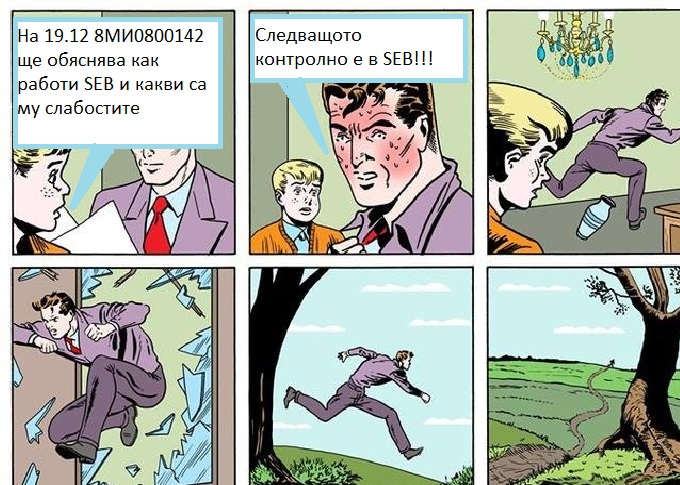 На 19.12 8МИ0800142
ще обяснява как
работи SEB и какви са
му слабостите
Следващото
контролно е в SEB!!!